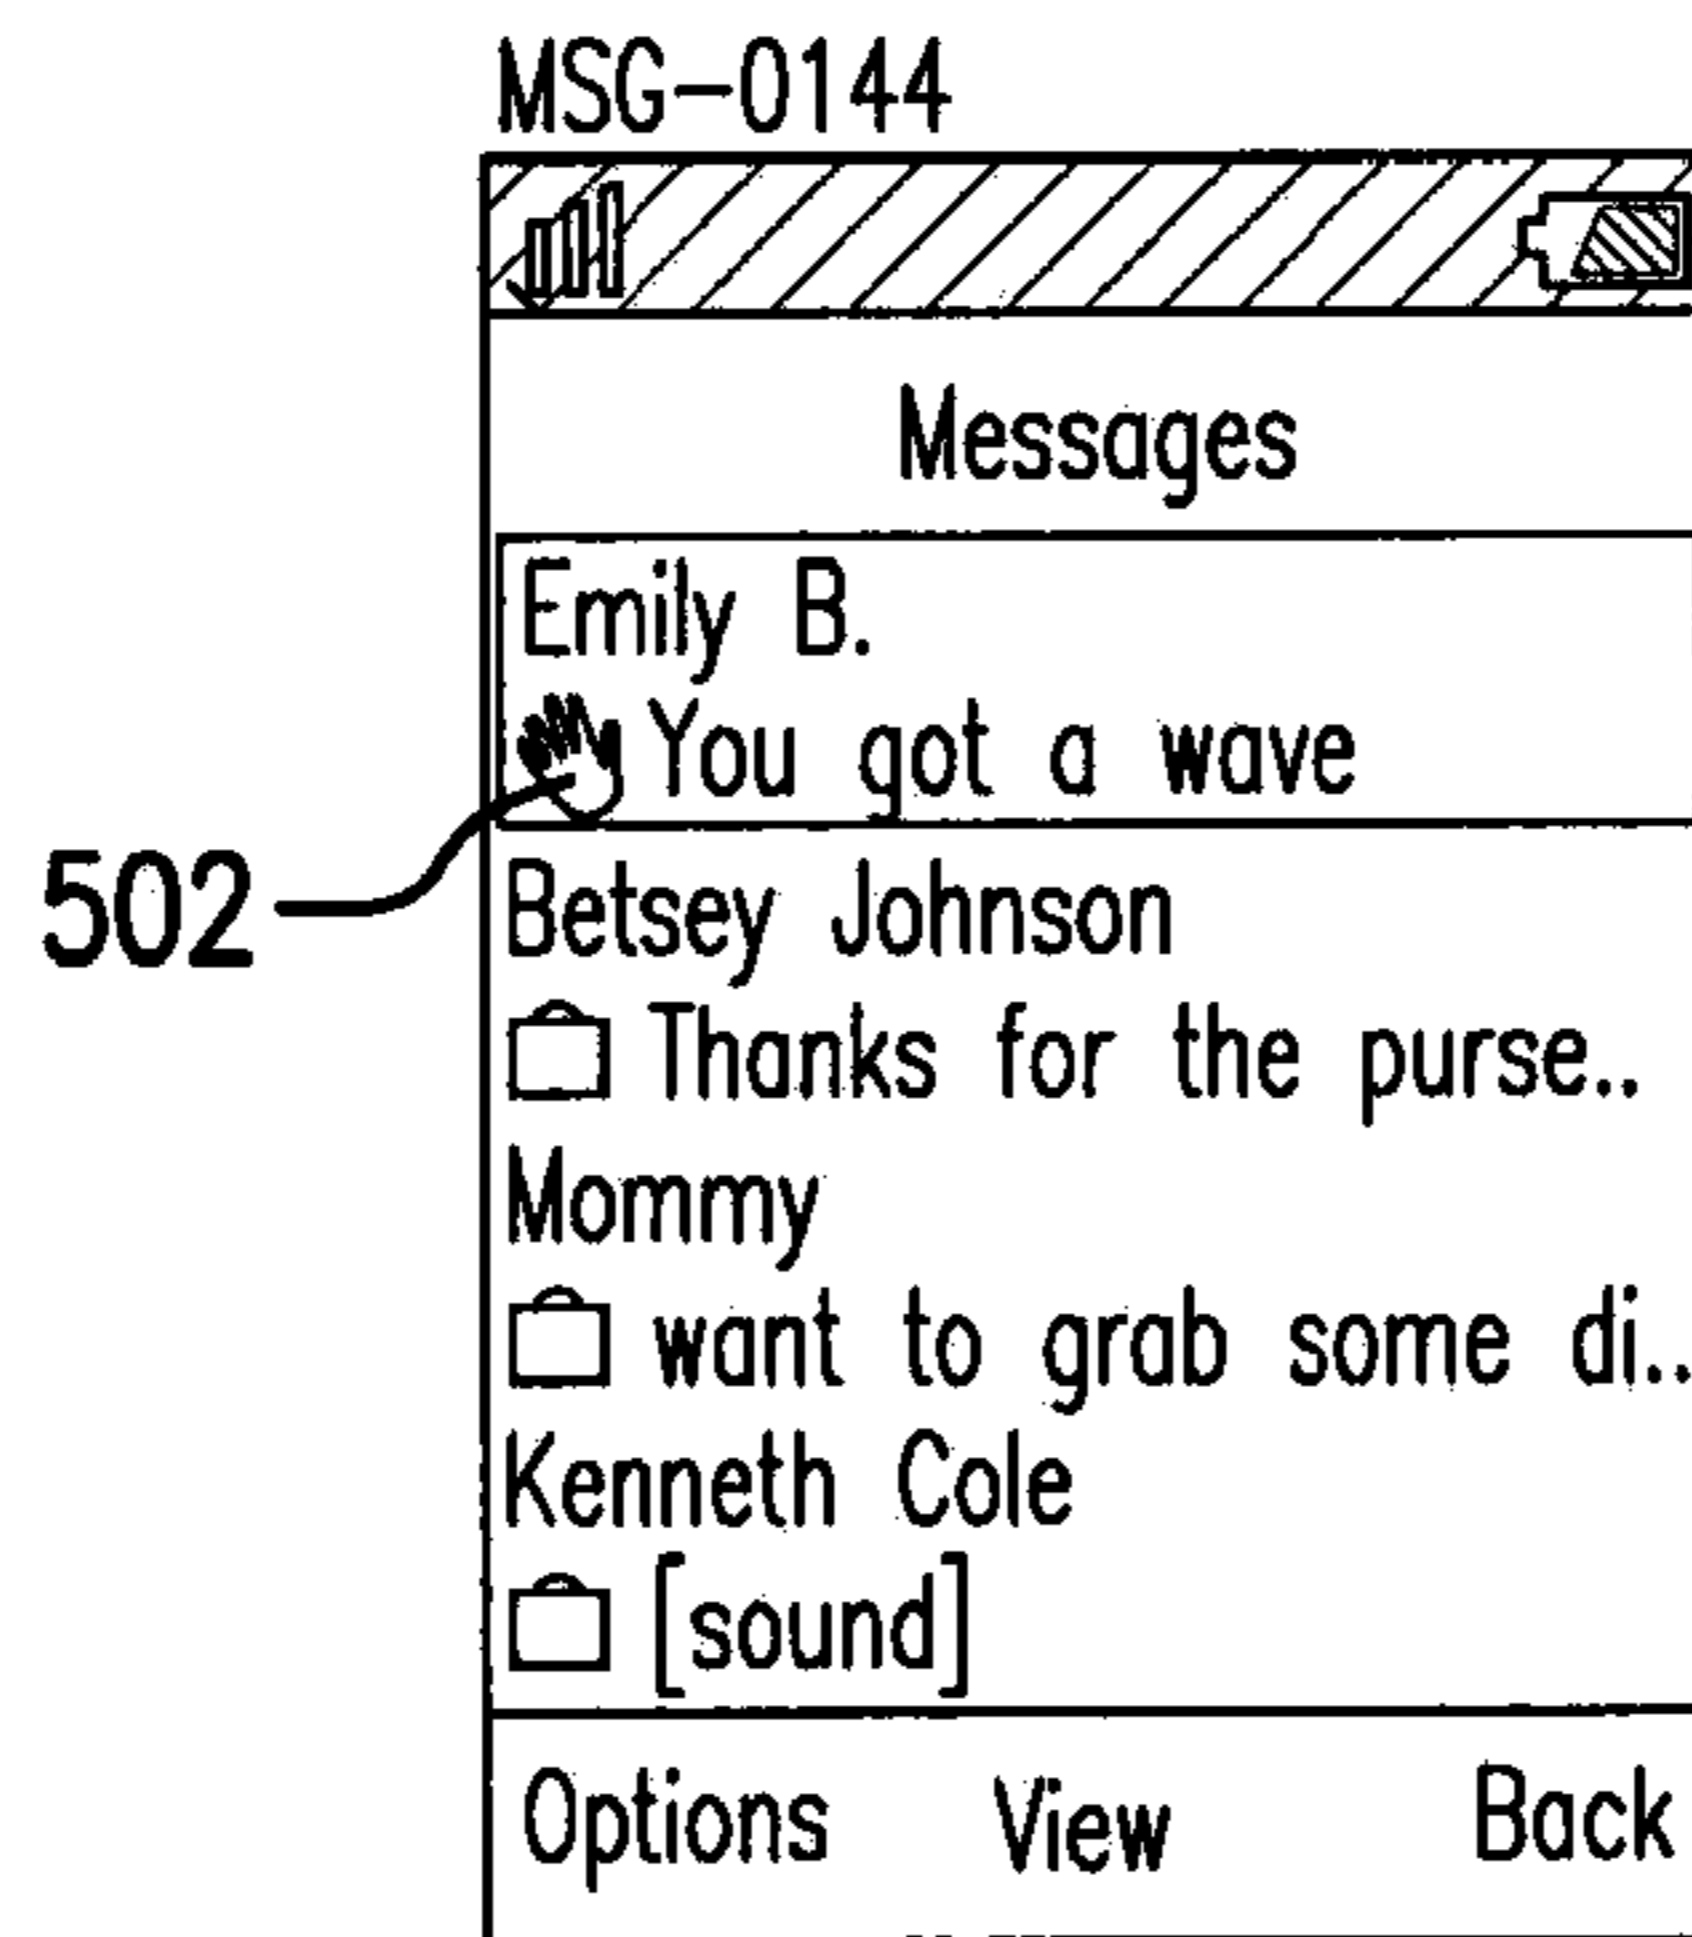 MSG-0144
Messages
Emily B.
You got a wave
502
Betsey Johnson
Thanks for the purse..
Mommy
want to grab some di..
Kenneth Cole
[sound]
Options View Back